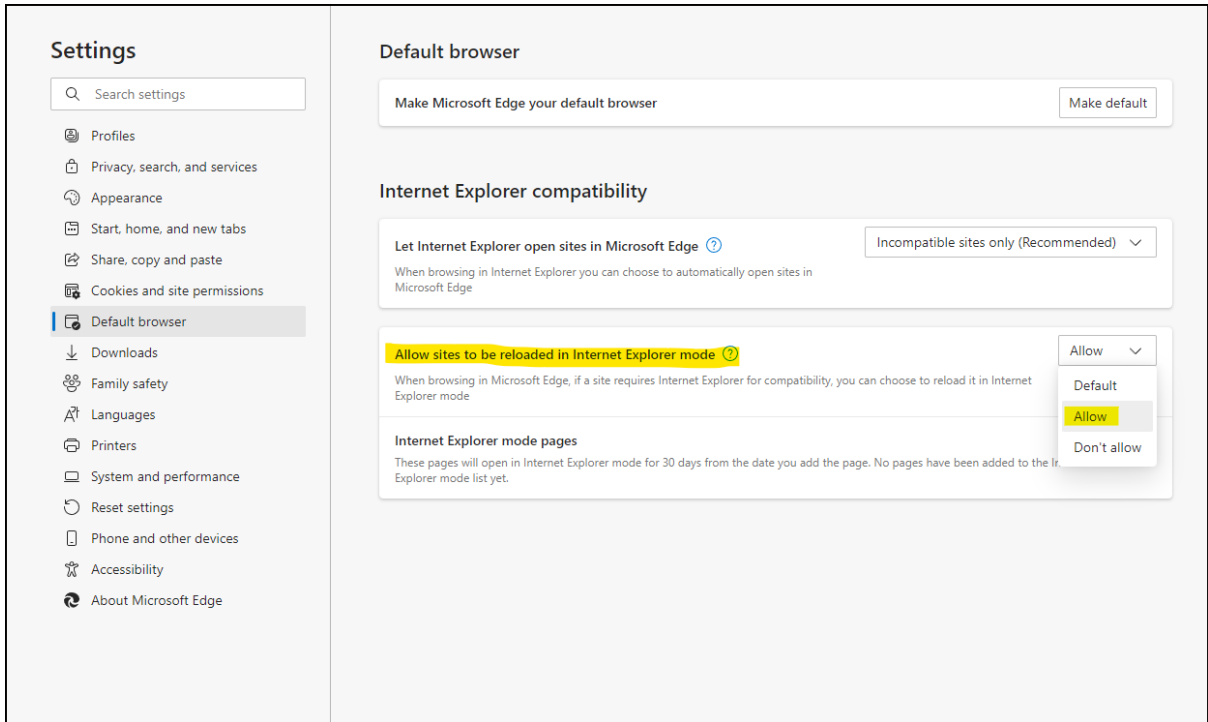 Settings
Search settings
Profiles
Privacy, search, and services
Appearance
Start, home, and new tabs
Share, copy and paste
Cookies and site permissions
Default browser
Downloads
Family safety
Languages
Printers
System and performance
Reset settings
Phone and other devices
Accessibility
About Microsoft Edge
Default browser
Make Microsoft Edge your default browser
Make default
Internet Explorer compatibility
Let Internet Explorer open sites in Microsoft Edge ?
Incompatible sites only (Recommended)
When browsing in Internet Explorer you can choose to automatically open sites in
Microsoft Edge
Allow sites to be reloaded in Internet Explorer mode ?
Allow
When browsing in Microsoft Edge, if a site requires Internet Explorer for compatibility, you can choose to reload it in Internet
Explorer mode
Default
Allow
Don't allow
Internet Explorer mode pages
These pages will open in Internet Explorer mode for 30 days from the date you add the page. No pages have been added to the
Explorer mode list yet.